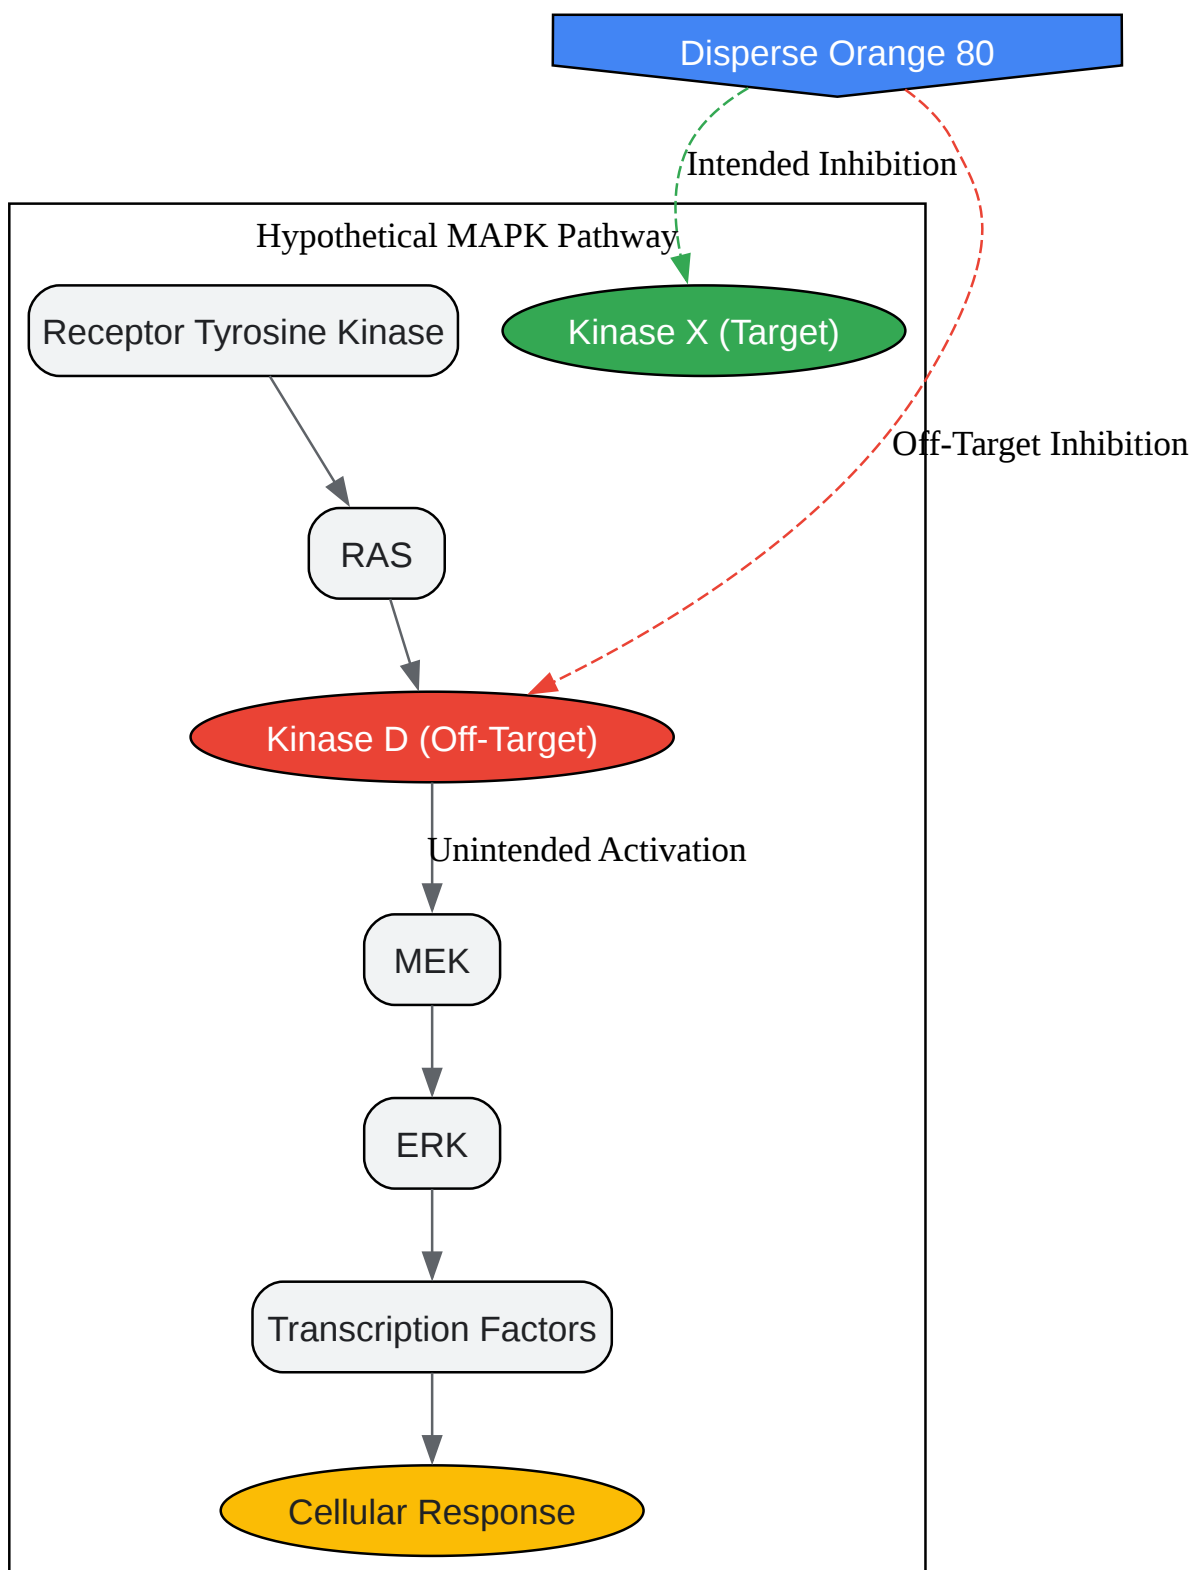 Disperse Orange 80
Intended Inhibition
Hypothetical MAPK Pathway
Receptor Tyrosine Kinase
Kinase X (Target)
Off-Target Inhibition
RAS
Kinase D (Off-Target)
Unintended Activation
MEK
ERK
Transcription Factors
Cellular Response